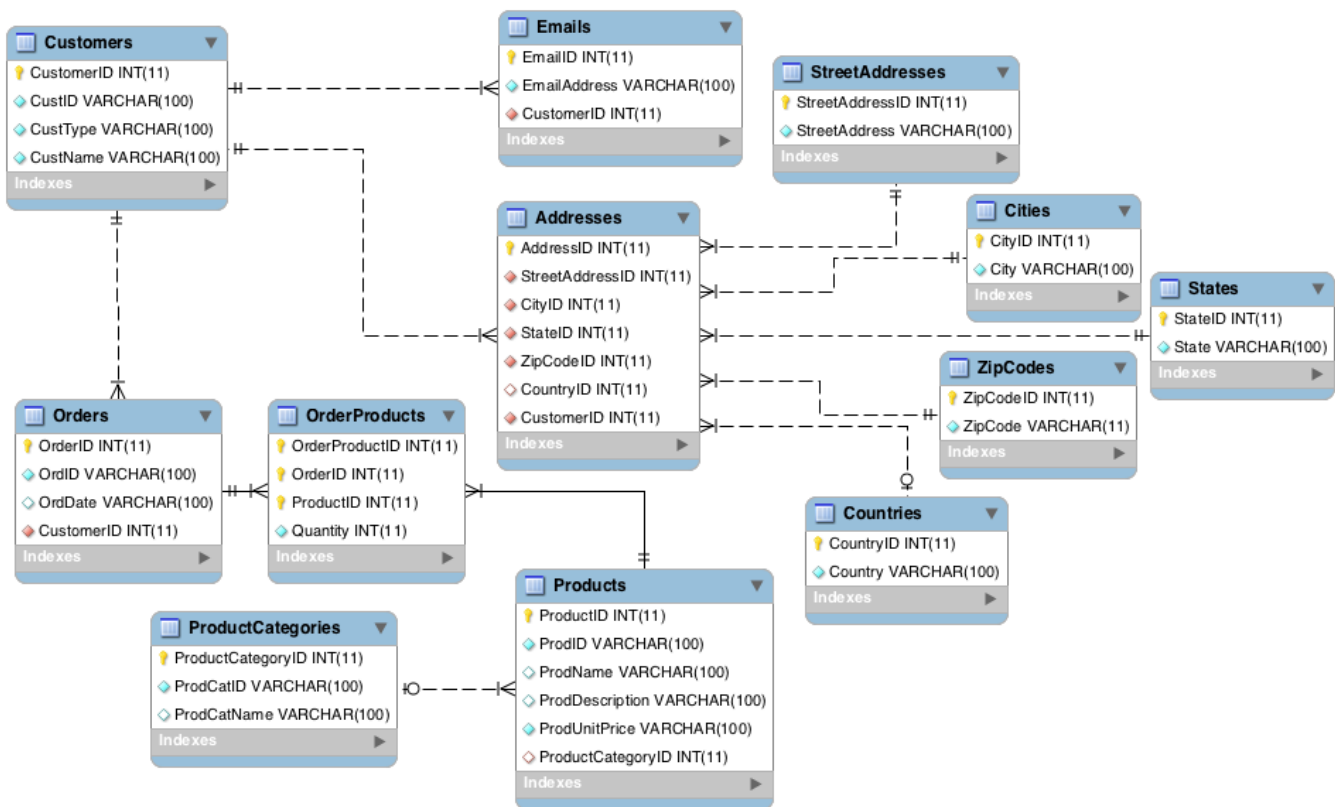 Customers
CustomerID INT(11)
CustID VARCHAR(100)
CustType VARCHAR(100)
CustName VARCHAR(100)
Indexes
Emails
EmailID INT(11)
EmailAddress VARCHAR(100)
CustomerID INT(11)
Indexes
StreetAddresses
StreetAddressID INT(11)
StreetAddress VARCHAR(100)
Indexes
Addresses
AddressID INT(11)
StreetAddressID INT(11)
CityID INT(11)
StateID INT(11)
ZipCodeID INT(11)
CountryID INT(11)
CustomerID INT(11)
Indexes
Cities
CityID INT(11)
City VARCHAR(100)
Indexes
States
StateID INT(11)
State VARCHAR(100)
Indexes
ZipCodes
ZipCodeID INT(11)
ZipCode VARCHAR(11)
Indexes
Orders
OrderID INT(11)
OrdID VARCHAR(100)
OrdDate VARCHAR(100)
CustomerID INT(11)
Indexes
OrderProducts
OrderProductID INT(11)
OrderID INT(11)
ProductID INT(11)
Quantity INT(11)
Indexes
Countries
CountryID INT(11)
Country VARCHAR(100)
Indexes
ProductCategories
ProductCategoryID INT(11)
ProdCatID VARCHAR(100)
ProdCatName VARCHAR(100)
Indexes
Products
ProductID INT(11)
ProdID VARCHAR(100)
ProdName VARCHAR(100)
ProdDescription VARCHAR(100)
ProdUnitPrice VARCHAR(100)
ProductCategoryID INT(11)
Indexes